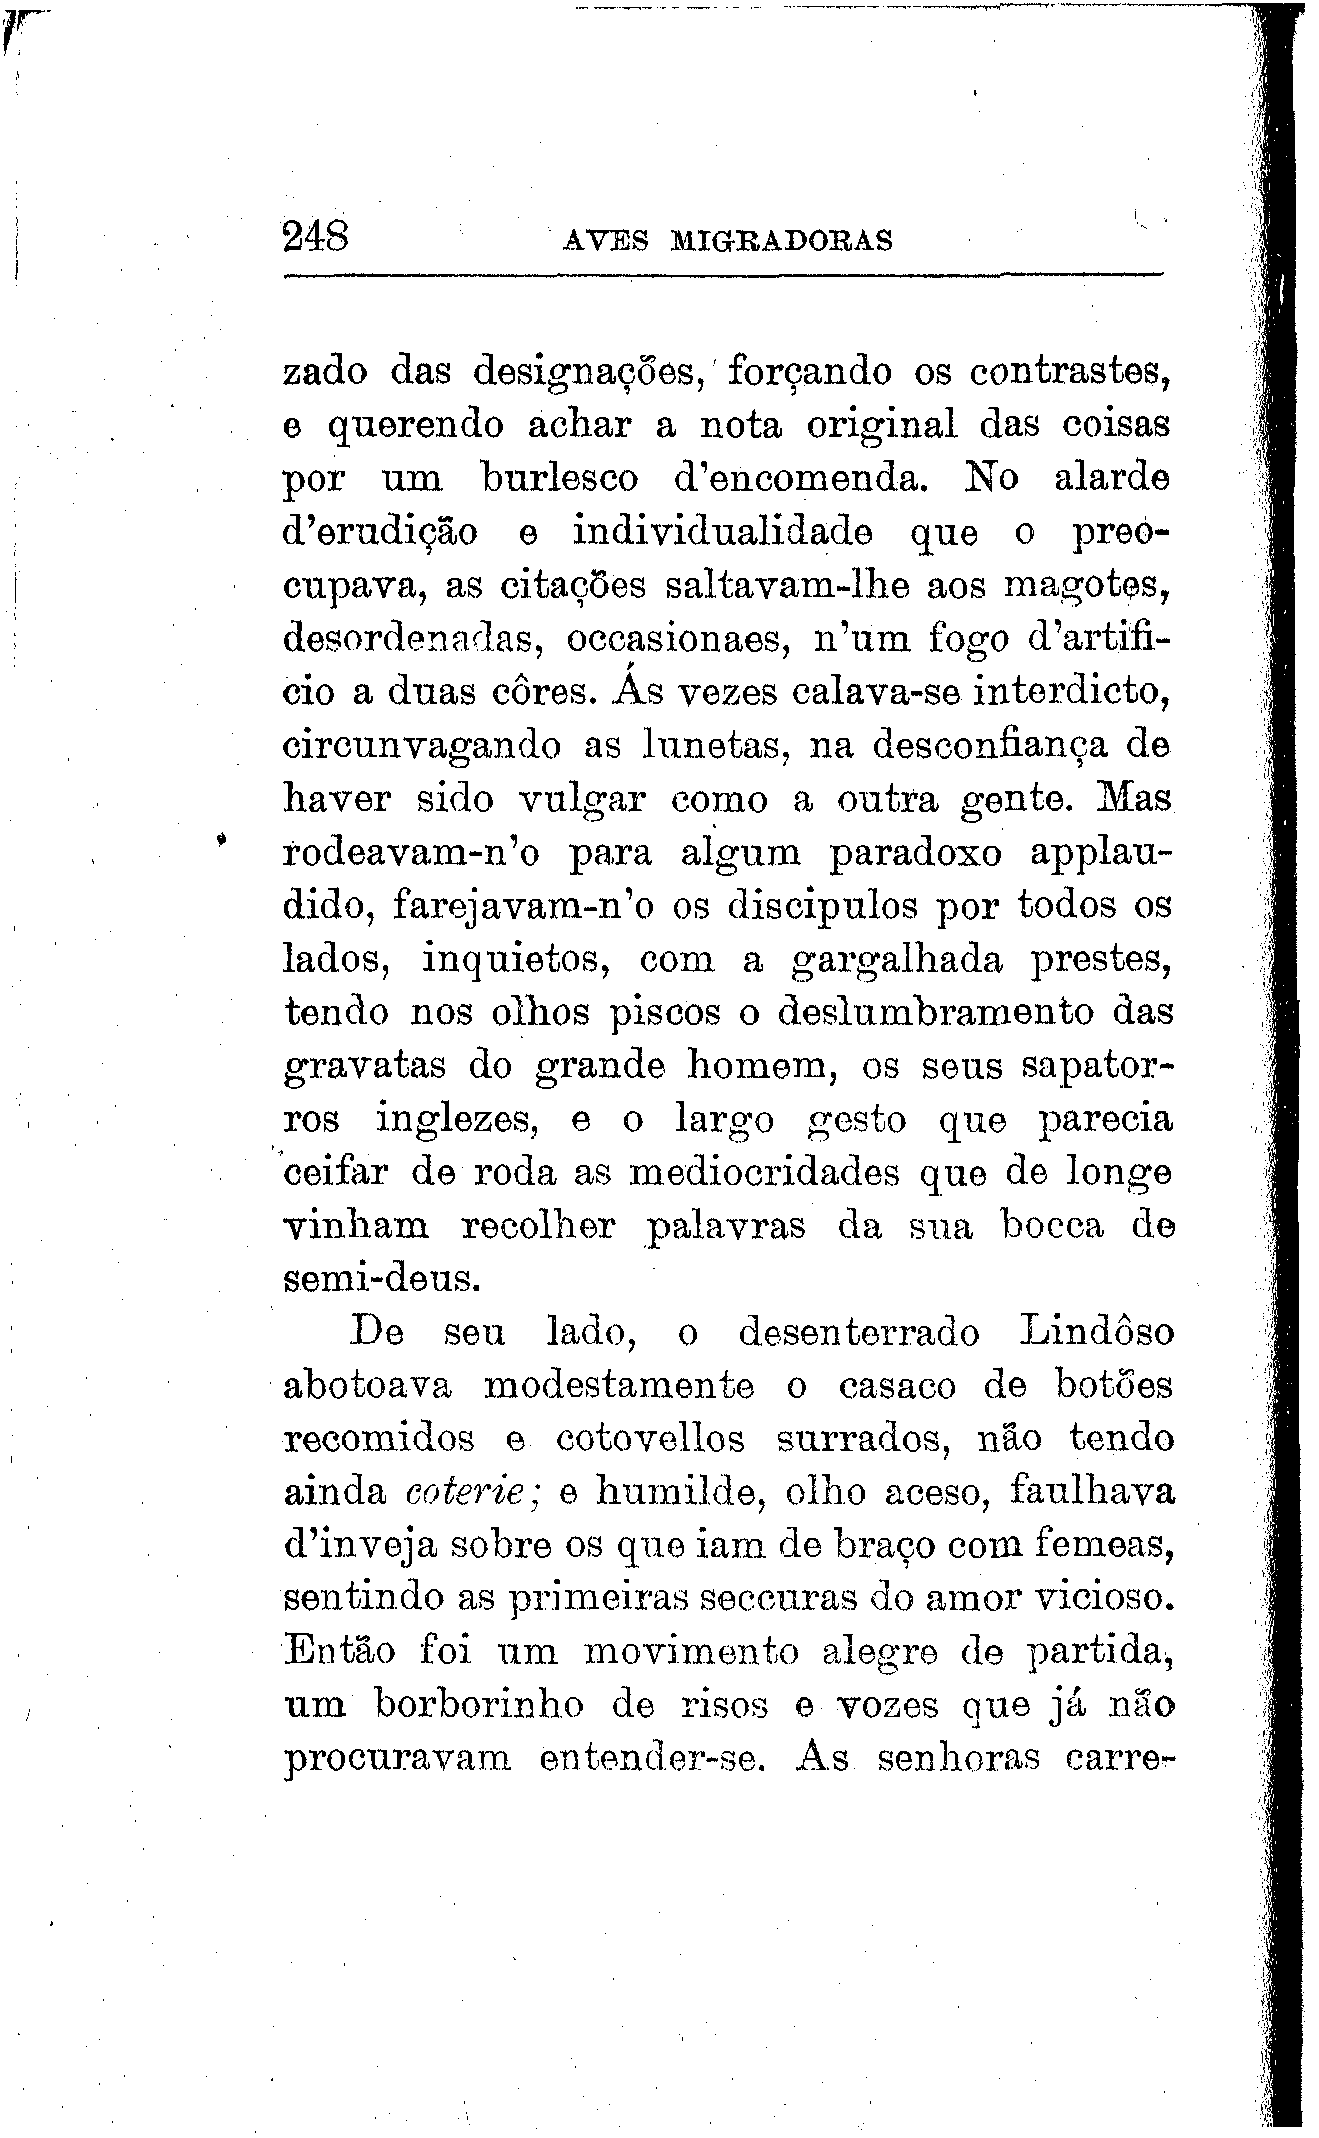 248 AVES MIGRADORAS
zado das designações, forçando os contrastes,
e querendo achar a nota original das coisas
por um burlesco d'encomenda. No alarde
d'erudição e individualidade que o preo-
cupava, as citações saltavam-lhe aos magotes,
desordenadas, occasionaes, n'um fogo d'artifi-
cio a duas côres. Ás vezes calava-se interdicto,
circunvagando as lunetas, na desconfiança de
haver sido vulgar como a outra gente. Mas
rodeavam-n'o para algum paradoxo applau-
dido, farejavam-n'o os discipulos por todos os
lados, inquietos, com a gargalhada prestes,
tendo nos olhos piscos o deslumbramento das
gravatas do grande homem, os seus sapator-
ros inglezes, e o largo gesto que parecia
ceifar de roda as mediocridades que de longe
vinham recolher palavras da sua bocca de
semi-deus.
De seu lado, o desenterrado Lindôso
abotoava modestamente o casaco de botões
recomidos e cotovellos surrados, não tendo
ainda coterie; e humilde, olho aceso, faulhava
d'inveja sobre os que iam de braço com femeas,
sentindo as primeiras seccuras do amor vicioso.
Então foi um movimento alegre de partida,
um borborinho de risos e vozes que já não
procuravam entender-se. As senhoras carre-